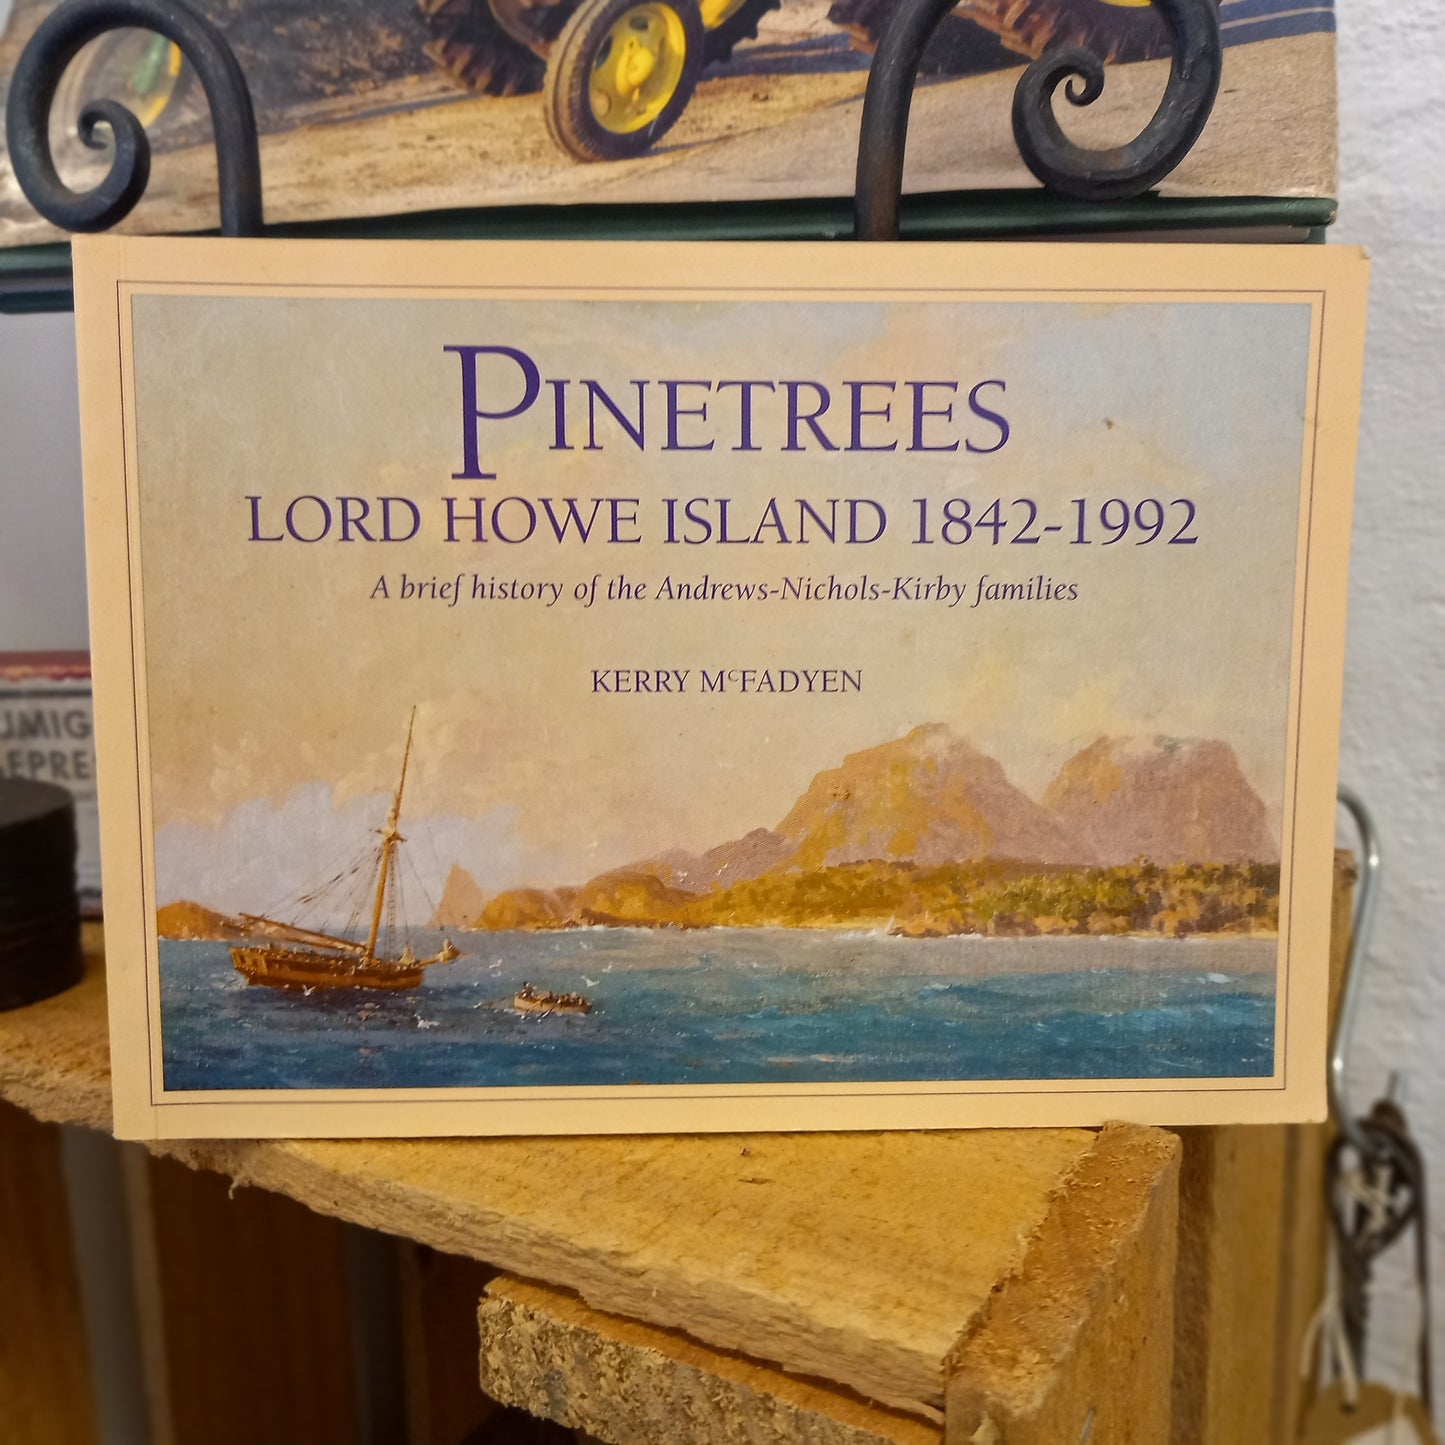 PINETREES
LORD HOWE ISLAND 1842-1992
A brief history of the Andrews-Nichols-Kirby families
KERRY McFADYEN